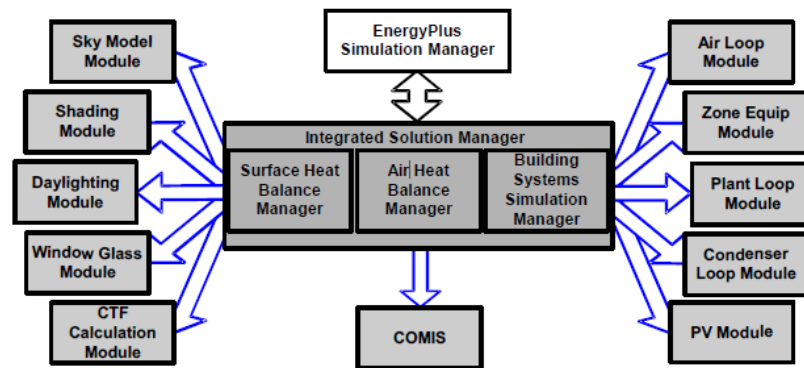 EnergyPlus
Simulation Manager
Sky Model
Module
Shading
Module
Daylighting
Module
Window Glass
Module
CTF
Calculation
Module
Integrated Solution Manager
Surface Heat
Balance
Manager
Air Heat
Balance
Manager
Building
Systems
Simulation
Manager
COMIS
Air Loop
Module
Zone Equip
Module
Plant Loop
Module
Condenser
Loop Module
PV Module